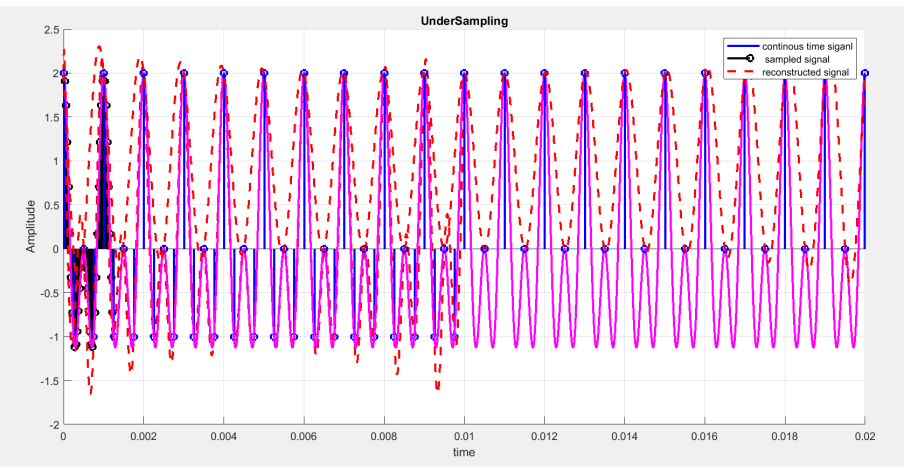 UnderSampling
2.5
2
1.5
1
0.5
0
-0.5
-1
-1.5
-2
Amplitude
continous time siganl
sampled signal
reconstructed signal
0 0.002 0.004 0.006 0.008 0.01 0.012 0.014 0.016 0.018 0.02
time